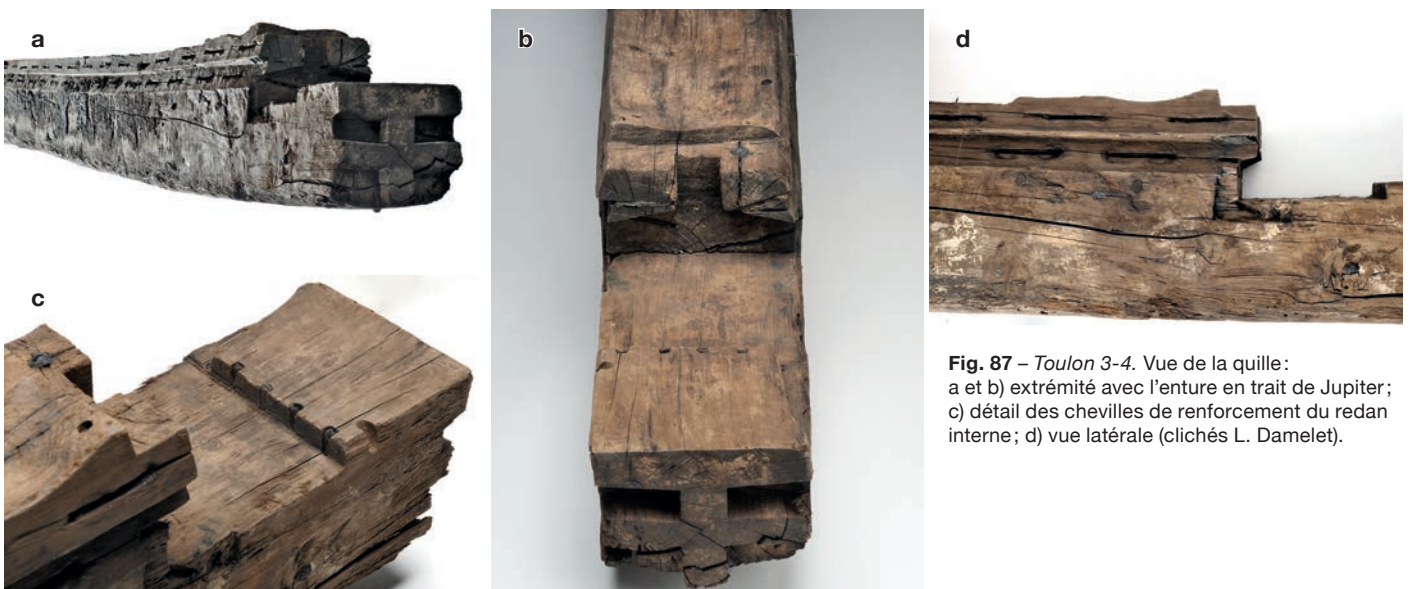 a
b
d
c
Fig. 87 – Toulon 3-4. Vue de la quille :
a et b) extrémité avec l'enture en trait de Jupiter ;
c) détail des chevilles de renforcement du redan
interne ; d) vue latérale (clichés L. Damelet).